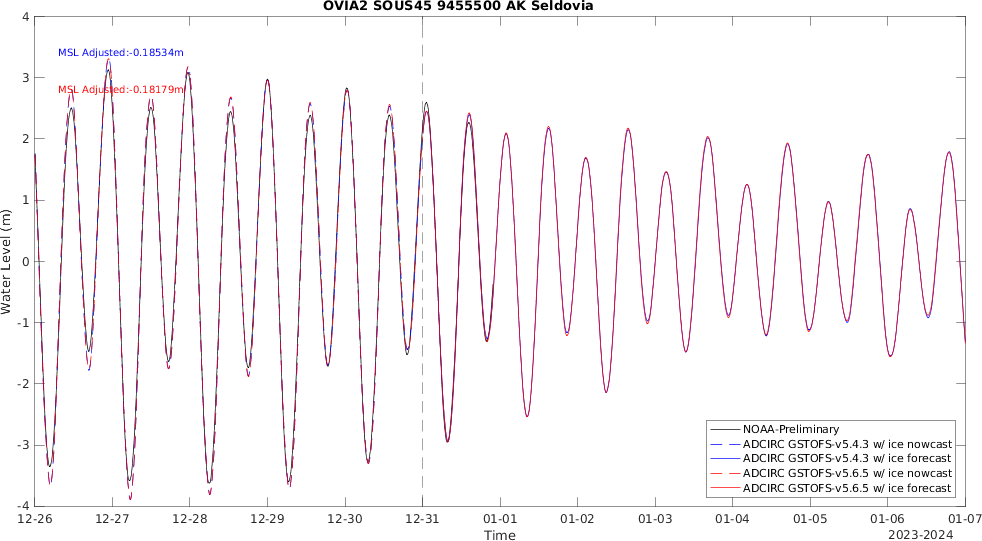 OVIA2 SOUS45 9455500 AK Seldovia
MSL Adjusted:-0.18534m
MSL Adjusted:-0.18179m
Water Level (m)
4
3
2
1
0
-1
-2
-3
-4
NOAA-Preliminary
ADCIRC GSTOFS-v5.4.3 w/ ice nowcast
ADCIRC GSTOFS-v5.4.3 w/ ice forecast
ADCIRC GSTOFS-v5.6.5 w/ ice nowcast
ADCIRC GSTOFS-v5.6.5 w/ ice forecast
12-26 12-27 12-28 12-29 12-30 12-31 01-01 01-02 01-03 01-04 01-05 01-06 01-07
Time
2023-2024